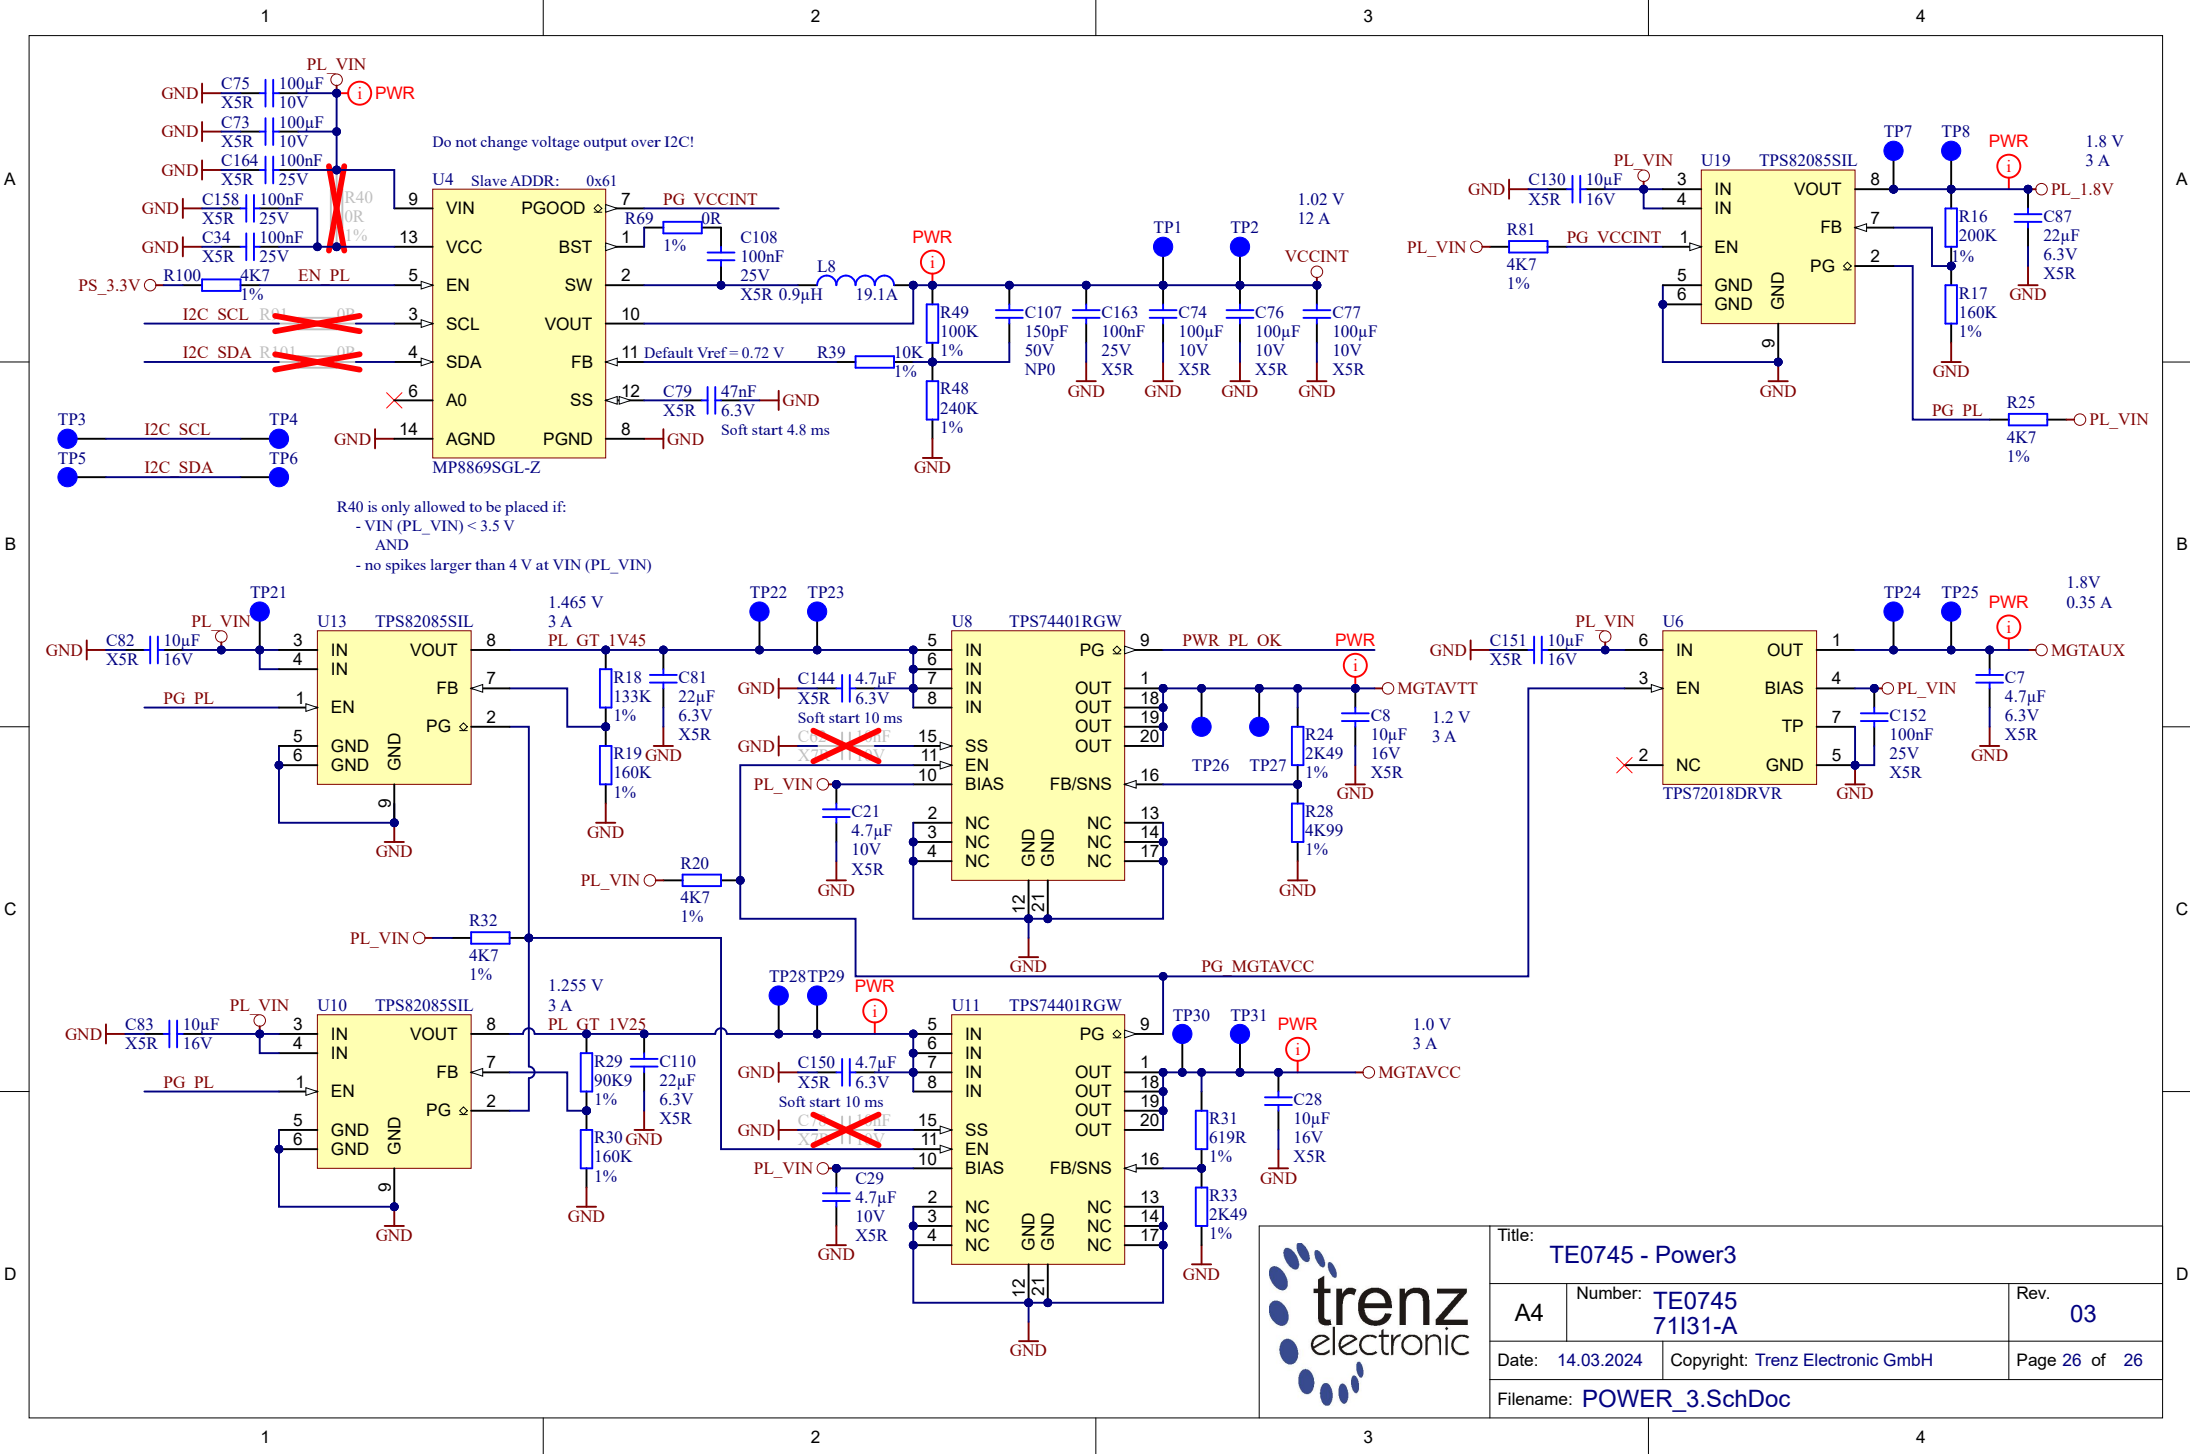 1
2
3
4
A
B
C
D
A
B
C
D
PL_VIN
PWR
GND
C75
100µF
X5R
10V
GND
C73
100µF
X5R
10V
GND
C164
100nF
X5R
25V
GND
C158
100nF
X5R
25V
GND
C34
100nF
X5R
25V
R40
0R
1%
PS_3.3V
R100
4K7
1%
EN_PL
I2C_SCL
0R
I2C_SDA
R101
0R
Do not change voltage output over I2C!
U4
Slave ADDR:
0x61
9 VIN
13 VCC
5 EN
3 SCL
4 SDA
6 A0
14 AGND
PGOOD 7
BST 1
SW 2
VOUT 10
FB 11
SS 12
PGND 8
MP8869SGL-Z
GND
PG_VCCINT
R69
0R
1%
C108
100nF
25V
X5R
0.9µH
L8
19.1A
PWR
Default Vref = 0.72 V
R39
10K
1%
C79
47nF
X5R
6.3V
GND
Soft start 4.8 ms
GND
R49
100K
1%
R48
240K
1%
GND
C107
150pF
50V
NP0
C163
100nF
25V
X5R
GND
TP1
C74
100µF
10V
X5R
GND
TP2
C76
100µF
10V
X5R
GND
1.02 V
12 A
VCCINT
C77
100µF
10V
X5R
GND
TP3
I2C_SCL
TP4
TP5
I2C_SDA
TP6
R40 is only allowed to be placed if:
- VIN (PL_VIN) < 3.5 V
AND
- no spikes larger than 4 V at VIN (PL_VIN)
U19
TPS82085SIL
GND
C130
10µF
X5R
16V
PL_VIN
3 IN
4 IN
1 EN
5 GND
6 GND
GND
9
VOUT 8
FB 7
PG 2
PL_VIN
R81
4K7
1%
PG_VCCINT
GND
TP7
TP8
PWR
1.8 V
3 A
PL_1.8V
R16
200K
1%
R17
160K
1%
GND
C87
22µF
6.3V
X5R
GND
PG_PL
R25
4K7
1%
PL_VIN
TP21
PL_VIN
GND
C82
10µF
X5R
16V
PG_PL
U13
TPS82085SIL
3 IN
4 IN
1 EN
5 GND
6 GND
GND
9
VOUT 8
FB 7
PG 2
GND
1.465 V
3 A
PL_GT_1V45
R18
133K
1%
R19
160K
1%
GND
C81
22µF
6.3V
X5R
GND
TP22
TP23
GND
C144
4.7µF
X5R
6.3V
Soft start 10 ms
GND
PL_VIN
C21
4.7µF
10V
X5R
GND
PL_VIN
R20
4K7
1%
U8
TPS74401RGW
5 IN
6 IN
7 IN
8 IN
15 SS
11 EN
10 BIAS
2 NC
3 NC
4 NC
GND
GND
12
21
PG 9
OUT 1
OUT 18
OUT 19
OUT 20
FB/SNS 16
NC 13
NC 14
NC 17
GND
PWR_PL_OK
PWR
MGTAVTT
1.2 V
3 A
TP26
TP27
R24
2K49
1%
R28
4K99
1%
GND
C8
10µF
16V
X5R
GND
PL_VIN
GND
C151
10µF
X5R
16V
U6
6 IN
3 EN
2 NC
OUT 1
BIAS 4
TP 7
GND 5
TPS72018DRVR
TP24
TP25
PWR
1.8V
0.35 A
MGTAUX
PL_VIN
C152
100nF
25V
X5R
GND
C7
4.7µF
6.3V
X5R
GND
PL_VIN
R32
4K7
1%
PG_MGTAVCC
PL_VIN
GND
C83
10µF
X5R
16V
PG_PL
U10
TPS82085SIL
3 IN
4 IN
1 EN
5 GND
6 GND
GND
9
VOUT 8
FB 7
PG 2
GND
1.255 V
3 A
PL_GT_1V25
R29
90K9
1%
R30
160K
1%
GND
C110
22µF
6.3V
X5R
GND
TP28
TP29
PWR
GND
C150
4.7µF
X5R
6.3V
Soft start 10 ms
GND
PL_VIN
C29
4.7µF
10V
X5R
GND
U11
TPS74401RGW
5 IN
6 IN
7 IN
8 IN
15 SS
11 EN
10 BIAS
2 NC
3 NC
4 NC
GND
GND
12
21
PG 9
OUT 1
OUT 18
OUT 19
OUT 20
FB/SNS 16
NC 13
NC 14
NC 17
GND
TP30
TP31
PWR
1.0 V
3 A
MGTAVCC
R31
619R
1%
R33
2K49
1%
GND
C28
10µF
16V
X5R
GND
trenz
electronic
Title:
TE0745 - Power3
A4
Number:
TE0745
71I31-A
Rev.
03
Date: 14.03.2024
Copyright: Trenz Electronic GmbH
Page 26 of 26
Filename: POWER_3.SchDoc
1
2
3
4